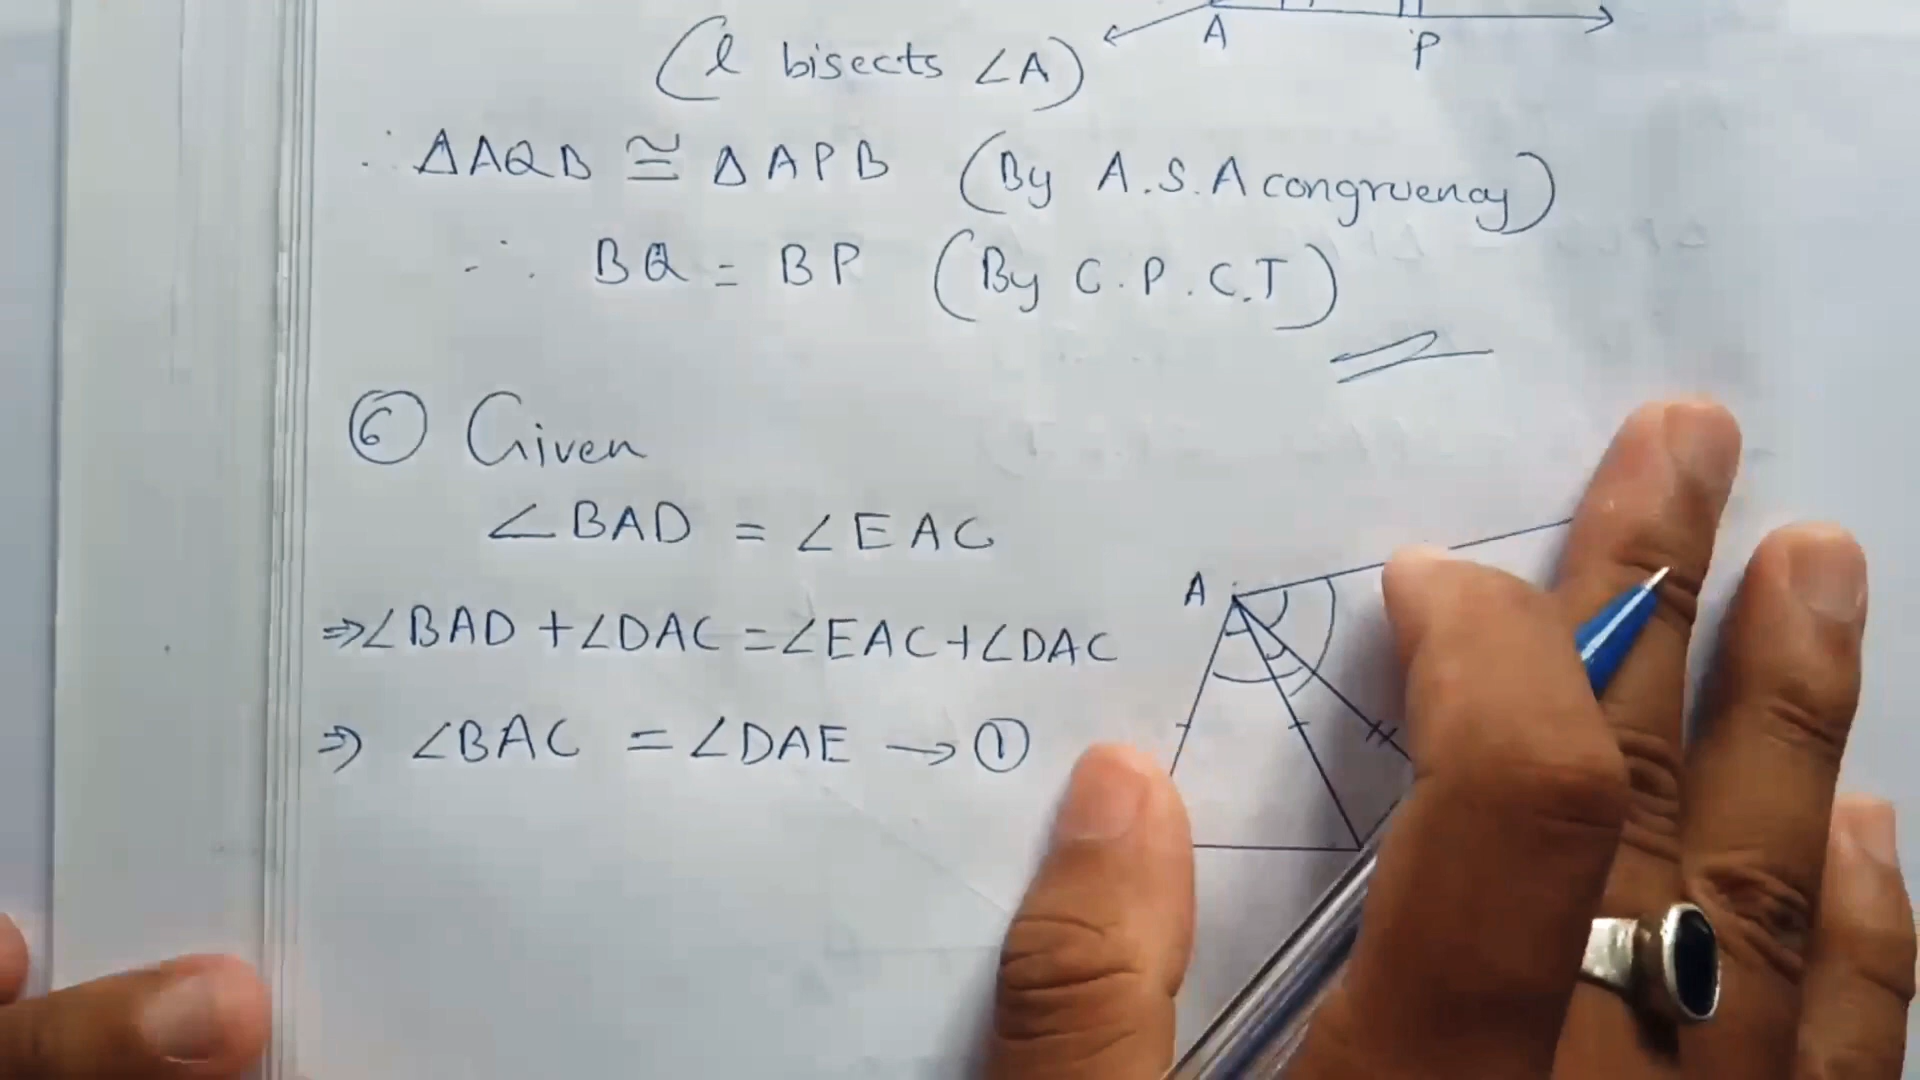 A P
(l bisects ∠A)
∴ ΔAQB ≅ ΔAPB (By A.S.A congruency)
∴ BQ = BP (By C.P.C.T)
⑥ Given
∠BAD = ∠EAC
⇒∠BAD +∠DAC =∠EAC+∠DAC
A
⇒ ∠BAC = ∠DAE → ①